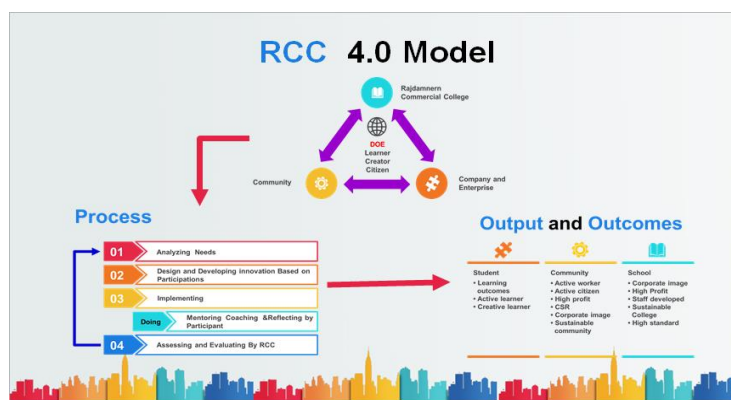 RCC 4.0 Model
Rajdamnern
Commercial College
DOE
Learner
Creator
Citizen
Community
Company and
Enterprise
Process
01 Analyzing Needs
02 Design and Developing innovation Based on
Participations
03 Implementing
Doing Mentoring Coaching &Reflecting by
Participant
04 Assessing and Evaluating By RCC
Output and Outcomes
Student
• Learning
outcomes
• Active learner
• Creative learner
Community
• Active worker
• Active citizen
• High profit
• CSR
• Corporate image
• Sustainable
community
School
• Corporate image
• High Profit
• Staff developed
• Sustainable
College
• High standard